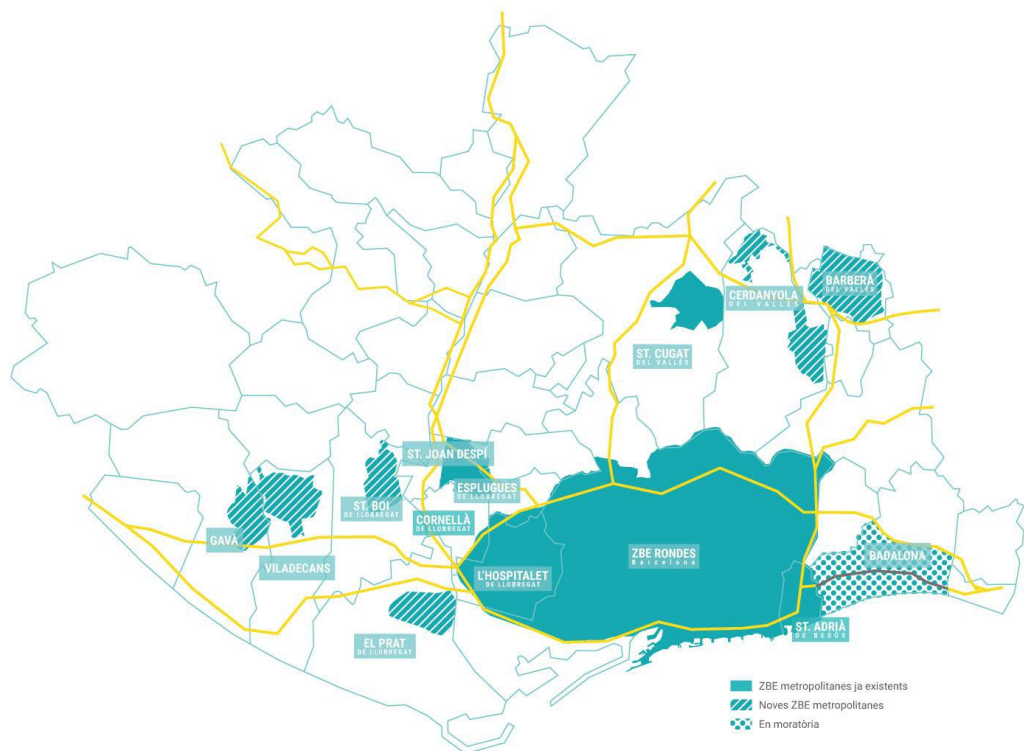 BARBERÀ
DEL VALLÈS
CERDANYOLA
DEL VALLÈS
ST. CUGAT
DEL VALLÈS
ST. JOAN DESPÍ
ESPLUGUES
DE LLOBREGAT
ST. BOI
DE LLOBREGAT
CORNELLÀ
DE LLOBREGAT
GAVÀ
VILADECANS
ZBE RONDES
Barcelona
BADALONA
L'HOSPITALET
DE LLOBREGAT
ST. ADRIÀ
DE BESÒS
EL PRAT
DE LLOBREGAT
ZBE metropolitanes ja existents
Noves ZBE metropolitanes
En moratòria